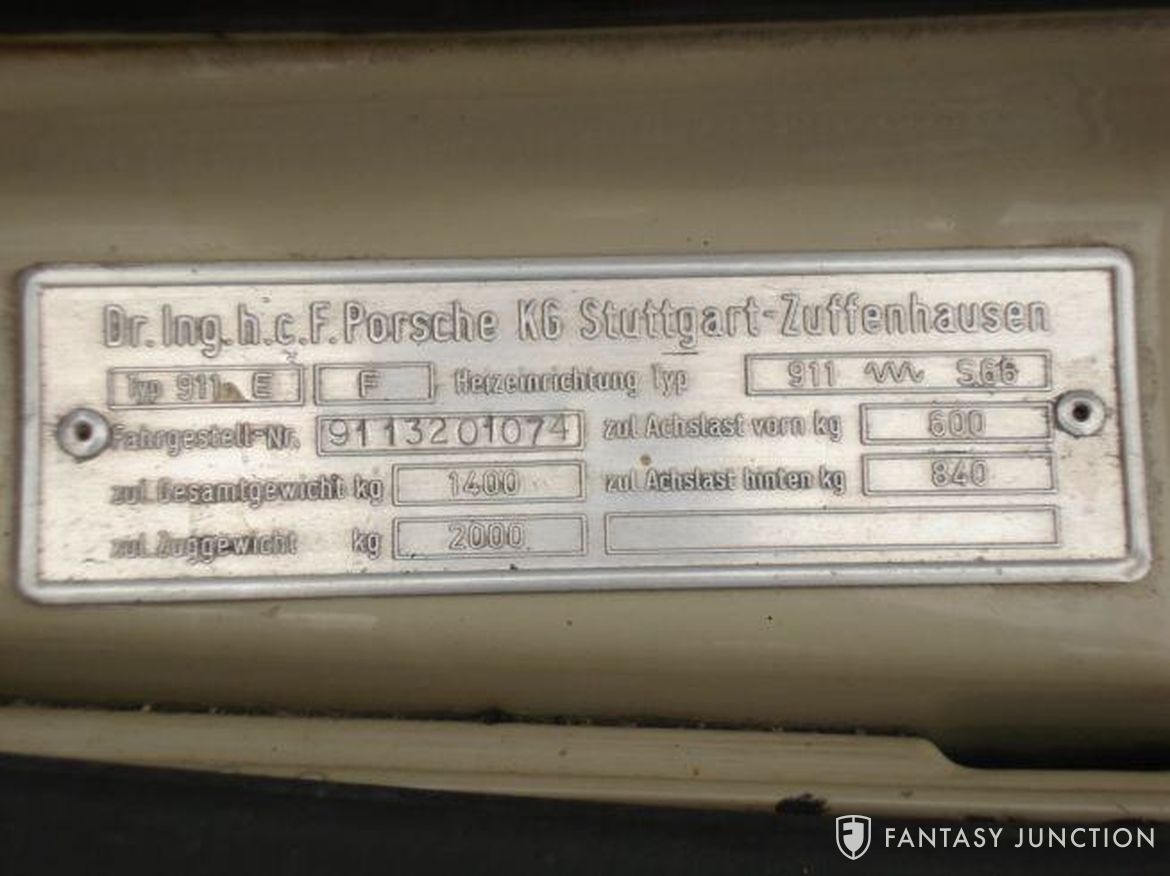 Dr. Ing. h. c. F. Porsche KG Stuttgart-Zuffenhausen
Typ 911 E F Heizeinrichtung Typ 911 S.66
Fahrgestell-Nr. 9113201074 zul. Achslast vorn kg 600
zul. Gesamtgewicht kg 1400 zul. Achslast hinten kg 840
zul. Zuggewicht kg 2000
FANTASY JUNCTION